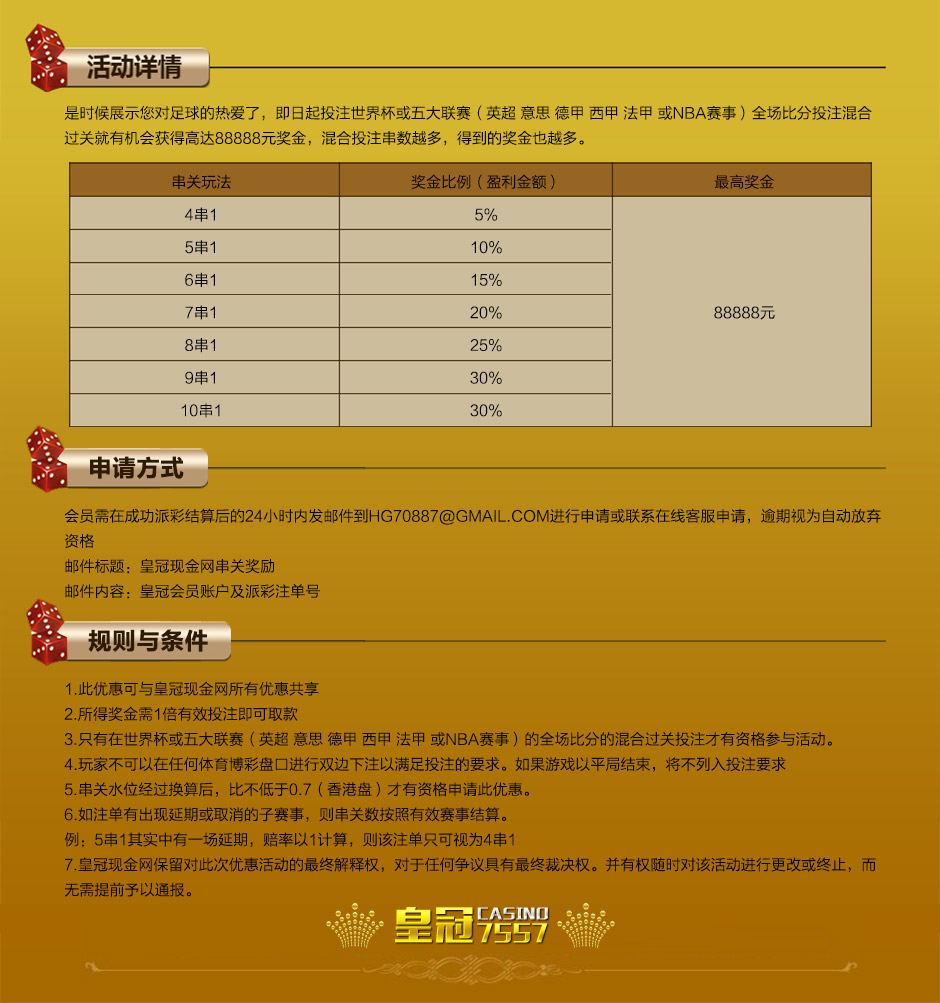 活动详情
是时候展示您对足球的热爱了，即日起投注世界杯或五大联赛（英超 意思 德甲 西甲 法甲 或NBA赛事）全场比分投注混合
过关就有机会获得高达88888元奖金，混合投注串数越多，得到的奖金也越多。
串关玩法 奖金比例（盈利金额） 最高奖金
4串1 5%
5串1 10%
6串1 15%
7串1 20% 88888元
8串1 25%
9串1 30%
10串1 30%
申请方式
会员需在成功派彩结算后的24小时内发邮件到HG70887@GMAIL.COM进行申请或联系在线客服申请，逾期视为自动放弃
资格
邮件标题：皇冠现金网串关奖励
邮件内容：皇冠会员账户及派彩注单号
规则与条件
1.此优惠可与皇冠现金网所有优惠共享
2.所得奖金需1倍有效投注即可取款
3.只有在世界杯或五大联赛（英超 意思 德甲 西甲 法甲 或NBA赛事）的全场比分的混合过关投注才有资格参与活动。
4.玩家不可以在任何体育博彩盘口进行双边下注以满足投注的要求。如果游戏以平局结束，将不列入投注要求
5.串关水位经过换算后，比不低于0.7（香港盘）才有资格申请此优惠。
6.如注单有出现延期或取消的子赛事，则串关数按照有效赛事结算。
例：5串1其实中有一场延期，赔率以1计算，则该注单只可视为4串1
7.皇冠现金网保留对此次优惠活动的最终解释权，对于任何争议具有最终裁决权。并有权随时对该活动进行更改或终止，而
无需提前予以通报。
皇冠 CASINO
7557